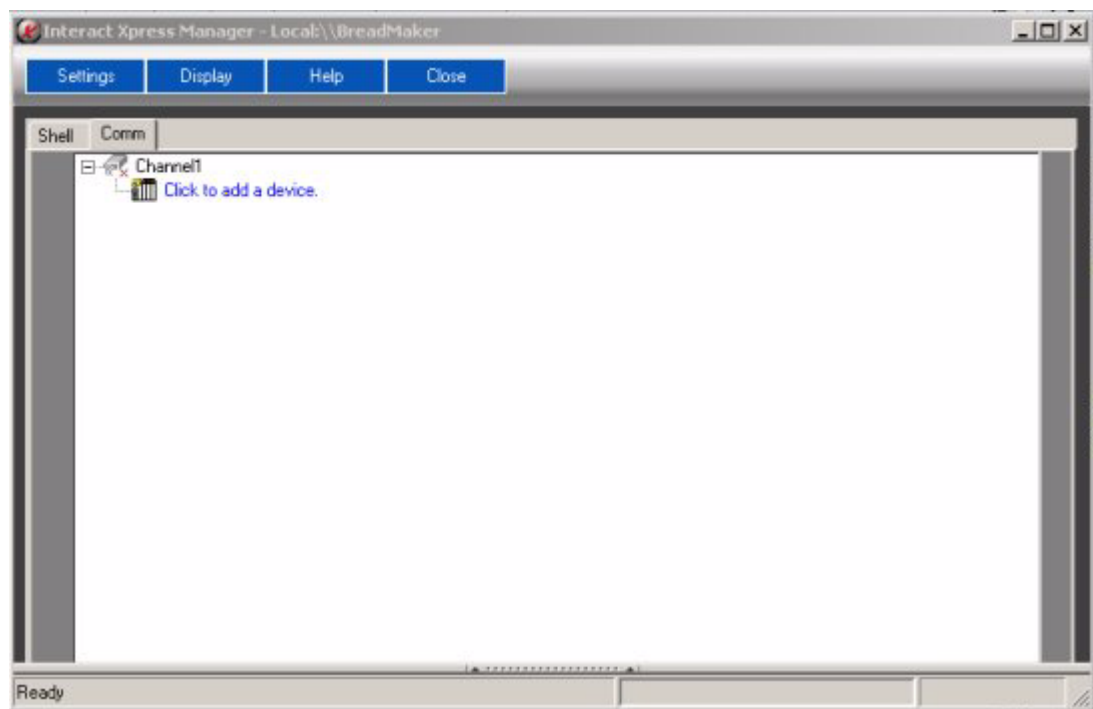 Interact Xpress Manager - Local:\\BreadMaker
Settings Display Help Close
Shell Comm
Channel1
Click to add a device.
Ready